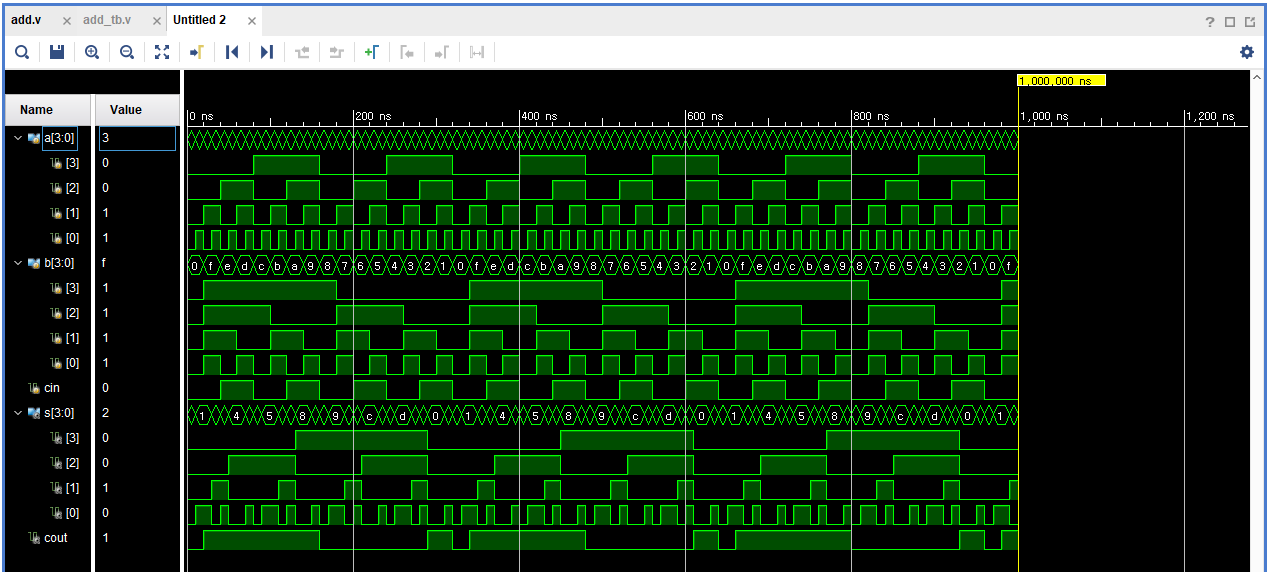 add.v × add_tb.v × Untitled 2 ×
?
1,000,000 ns
Name Value
0 ns 200 ns 400 ns 600 ns 800 ns 1,000 ns 1,200 ns
a[3:0] 3
[3] 0
[2] 0
[1] 1
[0] 1
b[3:0] f 0 f e d c b a 9 8 7 6 5 4 3 2 1 0 f e d c b a 9 8 7 6 5 4 3 2 1 0 f e d c b a 9 8 7 6 5 4 3 2 1 0 f
[3] 1
[2] 1
[1] 1
[0] 1
cin 0
s[3:0] 2 1 4 5 8 9 c d 0 1 4 5 8 9 c d 0 1 4 5 8 9 c d 0 1
[3] 0
[2] 0
[1] 1
[0] 0
cout 1